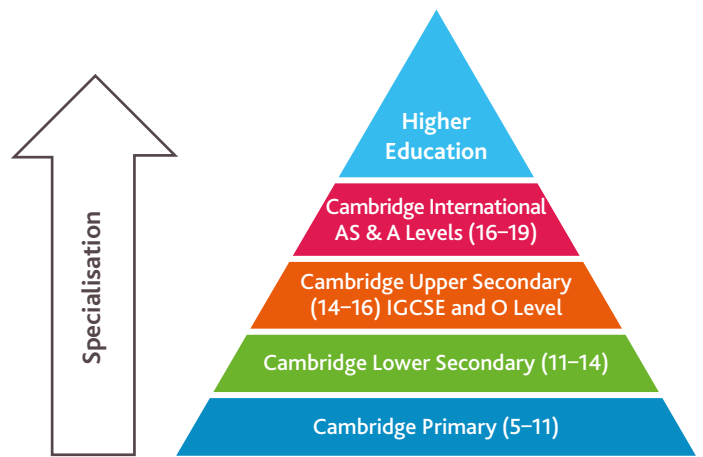 Specialisation
Higher
Education
Cambridge International
AS & A Levels (16–19)
Cambridge Upper Secondary
(14–16) IGCSE and O Level
Cambridge Lower Secondary (11–14)
Cambridge Primary (5–11)